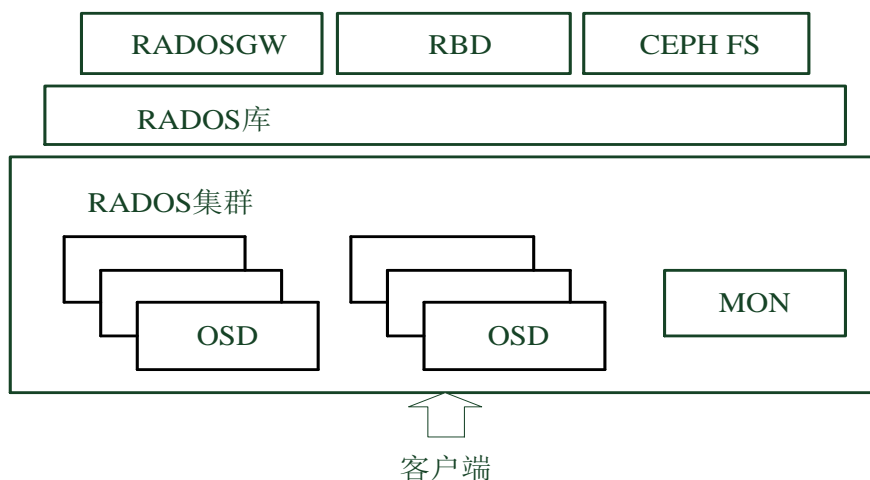 RADOSGW
RBD
CEPH FS
RADOS库
RADOS集群
OSD
OSD
MON
客户端